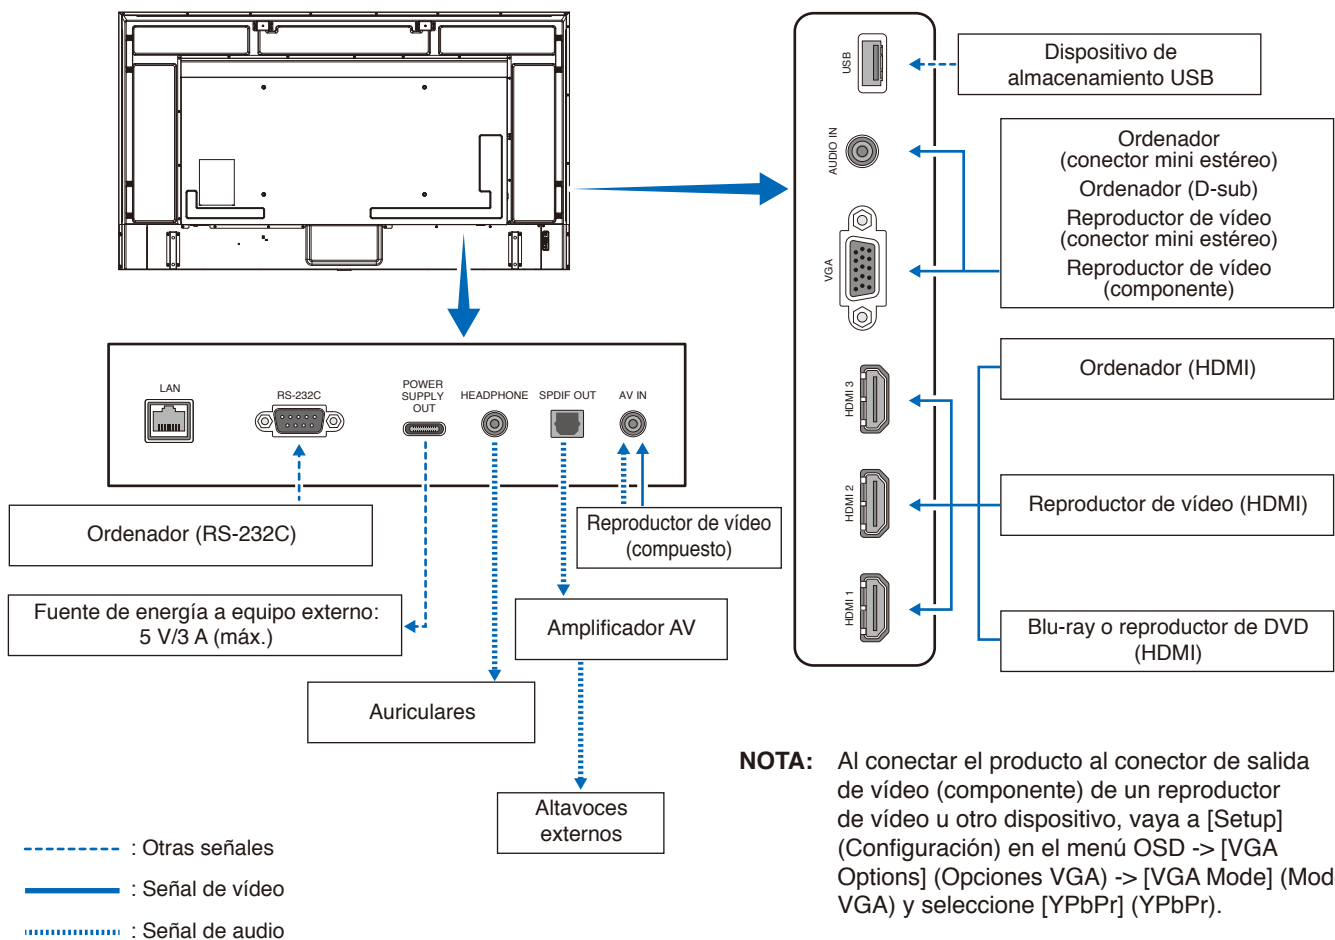 USB
Dispositivo de
almacenamiento USB
AUDIO IN
Ordenador
(conector mini estéreo)
Ordenador (D-sub)
Reproductor de vídeo
(conector mini estéreo)
Reproductor de vídeo
(componente)
VGA
HDMI 3
Ordenador (HDMI)
HDMI 2
Reproductor de vídeo (HDMI)
HDMI 1
Blu-ray o reproductor de DVD
(HDMI)
LAN
RS-232C
POWER
SUPPLY
OUT
HEADPHONE
SPDIF OUT
AV IN
Ordenador (RS-232C)
Reproductor de vídeo
(compuesto)
Fuente de energía a equipo externo:
5 V/3 A (máx.)
Amplificador AV
Auriculares
Altavoces
externos
: Otras señales
: Señal de vídeo
: Señal de audio
NOTA: Al conectar el producto al conector de salida
de vídeo (componente) de un reproductor
de vídeo u otro dispositivo, vaya a [Setup]
(Configuración) en el menú OSD -> [VGA
Options] (Opciones VGA) -> [VGA Mode] (Mod
VGA) y seleccione [YPbPr] (YPbPr).